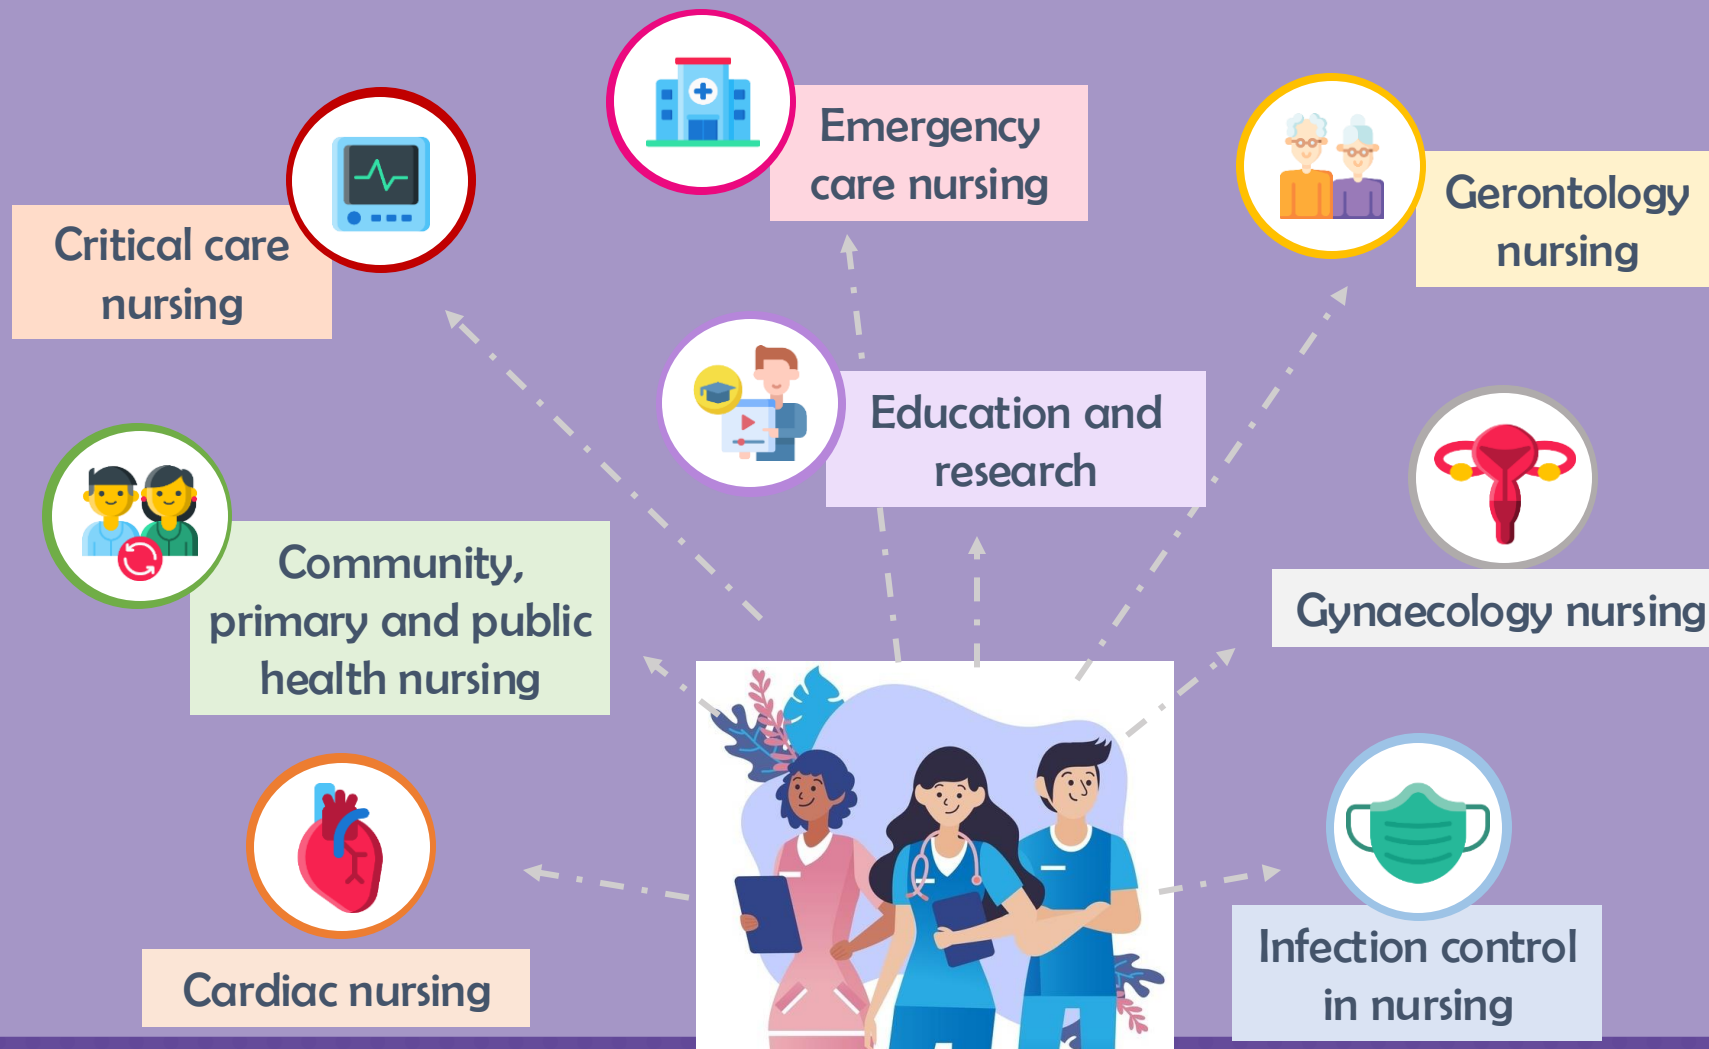 Emergency
care nursing
Gerontology
nursing
Critical care
nursing
Education and
research
Community,
primary and public
health nursing
Gynaecology nursing
Cardiac nursing
Infection control
in nursing